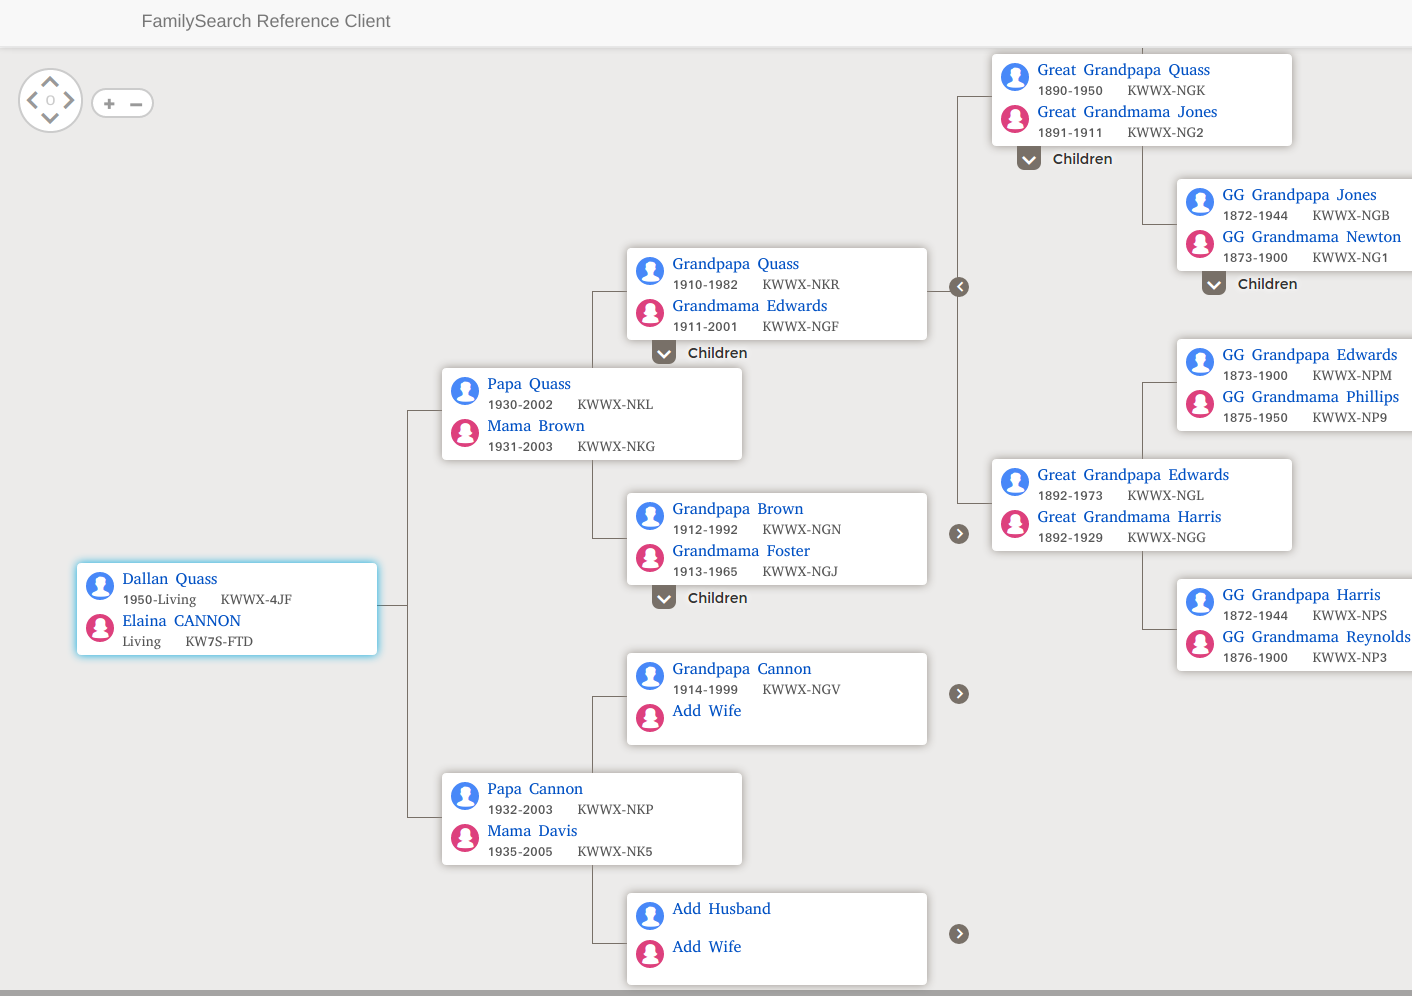 FamilySearch Reference Client
Great Grandpapa Quass
1890-1950 KWWX-NGK
Great Grandmama Jones
1891-1911 KWWX-NG2
Children
GG Grandpapa Jones
1872-1944 KWWX-NGB
GG Grandmama Newton
1873-1900 KWWX-NG1
Children
Grandpapa Quass
1910-1982 KWWX-NKR
Grandmama Edwards
1911-2001 KWWX-NGF
Children
GG Grandpapa Edwards
1873-1900 KWWX-NPM
GG Grandmama Phillips
1875-1950 KWWX-NP9
Papa Quass
1930-2002 KWWX-NKL
Mama Brown
1931-2003 KWWX-NKG
Great Grandpapa Edwards
1892-1973 KWWX-NGL
Great Grandmama Harris
1892-1929 KWWX-NGG
Grandpapa Brown
1912-1992 KWWX-NGN
Grandmama Foster
1913-1965 KWWX-NGJ
Children
Dallan Quass
1950-Living KWWX-4JF
Elaina CANNON
Living KW7S-FTD
GG Grandpapa Harris
1872-1944 KWWX-NPS
GG Grandmama Reynolds
1876-1900 KWWX-NP3
Grandpapa Cannon
1914-1999 KWWX-NGV
Add Wife
Papa Cannon
1932-2003 KWWX-NKP
Mama Davis
1935-2005 KWWX-NK5
Add Husband
Add Wife